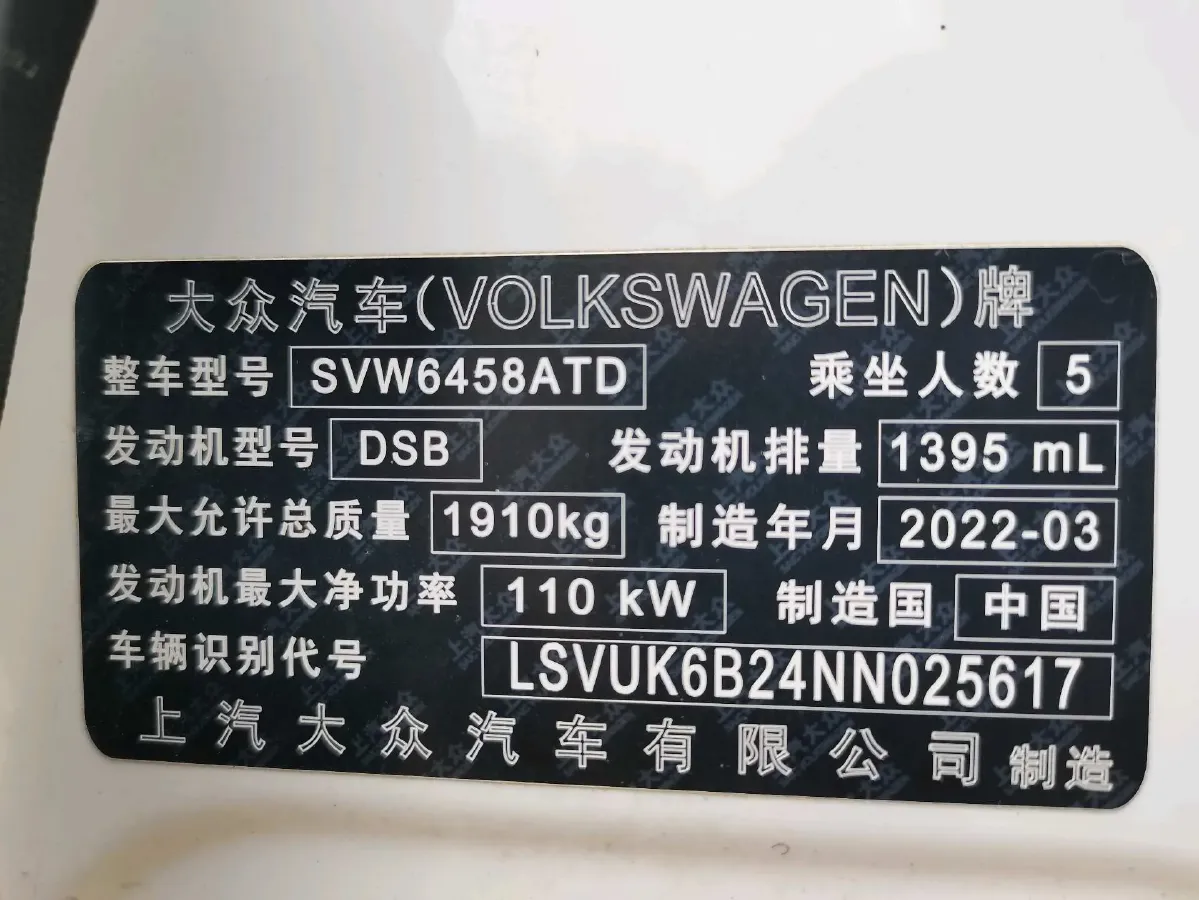 大众汽车(VOLKSWAGEN)牌
整车型号 SVW6458ATD 乘坐人数 5
发动机型号 DSB 发动机排量 1395 mL
最大允许总质量 1910kg 制造年月 2022-03
发动机最大净功率 110 kW 制造国 中国
车辆识别代号 LSVUK6B24NN025617
上汽大众汽车有限公司 制造